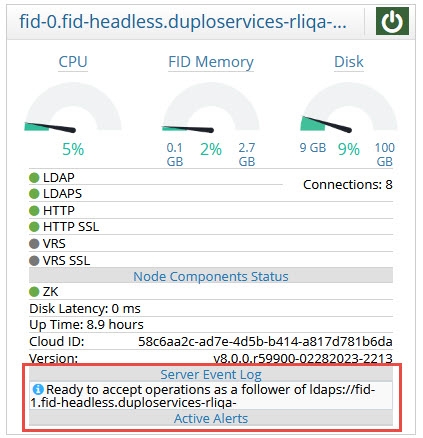 fid-0.fid-headless.duploservices-rliqa-...
CPU FID Memory Disk
5% 0.1 GB 2% 2.7 GB 9 GB 9% 100 GB
LDAP
Connections: 8
LDAPS
HTTP
HTTP SSL
VRS
VRS SSL
Node Components Status
ZK
Disk Latency: 0 ms
Up Time: 8.9 hours
Cloud ID: 58c6aa2c-ad7e-4d5b-b414-a817d781b6da
Version: v8.0.0.r59900-02282023-2213
Server Event Log
Ready to accept operations as a follower of ldaps://fid-
1.fid-headless.duploservices-rliqa-
Active Alerts